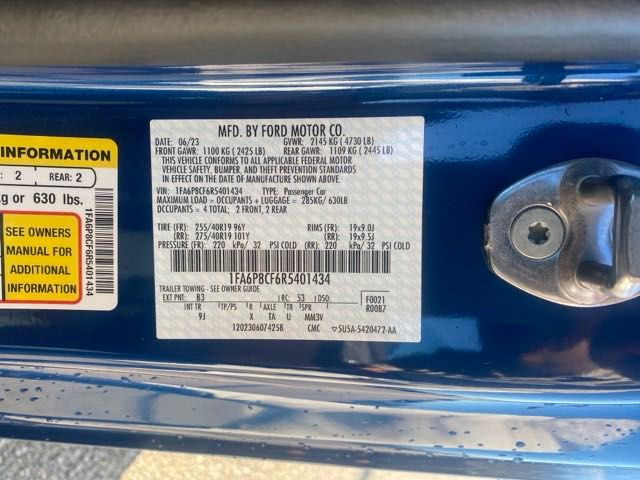 INFORMATION
: 2 REAR: 2
kg or 630 lbs.
SEE OWNERS
MANUAL FOR
ADDITIONAL
INFORMATION
1FA6P8CF6R5401434
MFD. BY FORD MOTOR CO.
DATE: 06/23 GVWR: 2145 KG ( 4730 LB)
FRONT GAWR: 1100 KG ( 2425 LB) REAR GAWR: 1109 KG ( 2445 LB)
THIS VEHICLE CONFORMS TO ALL APPLICABLE FEDERAL MOTOR
VEHICLE SAFETY, BUMPER, AND THEFT PREVENTION STANDARDS
IN EFFECT ON THE DATE OF MANUFACTURE SHOWN ABOVE.
VIN: 1FA6P8CF6R5401434 TYPE: Passenger Car
MAXIMUM LOAD = OCCUPANTS + LUGGAGE = 285KG/ 630LB
OCCUPANTS = 4 TOTAL; 2 FRONT, 2 REAR
TIRE (FR): 255/40R19 96Y RIMS (FR): 19x9.0J
(RR): 275/40R19 101Y (RR): 19x9.5J
PRESSURE (FR): 220 kPa/ 32 PSI COLD (RR): 220 kPa/ 32 PSI COLD
1FA6P8CF6R5401434
TRAILER TOWING - SEE OWNER GUIDE
EXT PNT: B3 RC: 53 DSO: F0021
INT TR TP/PS R AXLE TR SPR R0087
9J X TA U MM3V
1202306074258 CMC 5U5A-5420472-AA